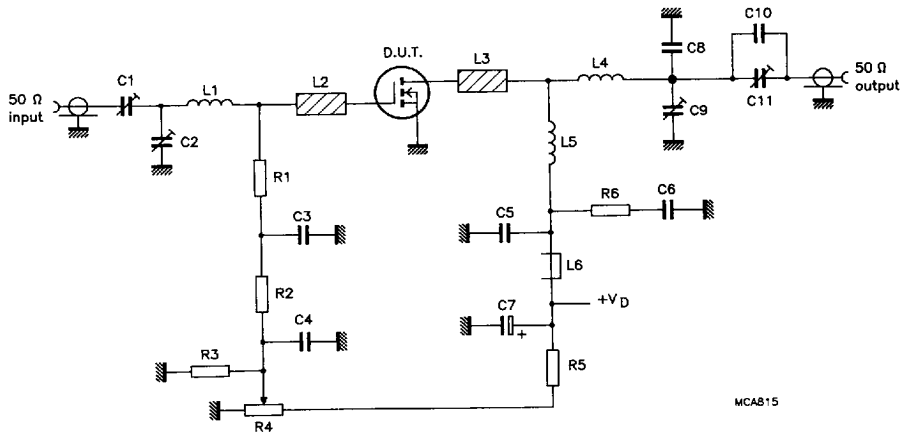 C10
C8
D.U.T.
L3
L4
C1
L1
L2
50 Ω
input
50 Ω
output
C11
C2
C9
L5
R1
R6
C6
C3
C5
L6
R2
C7
+VD
C4
+
R3
R5
R4
MCA815